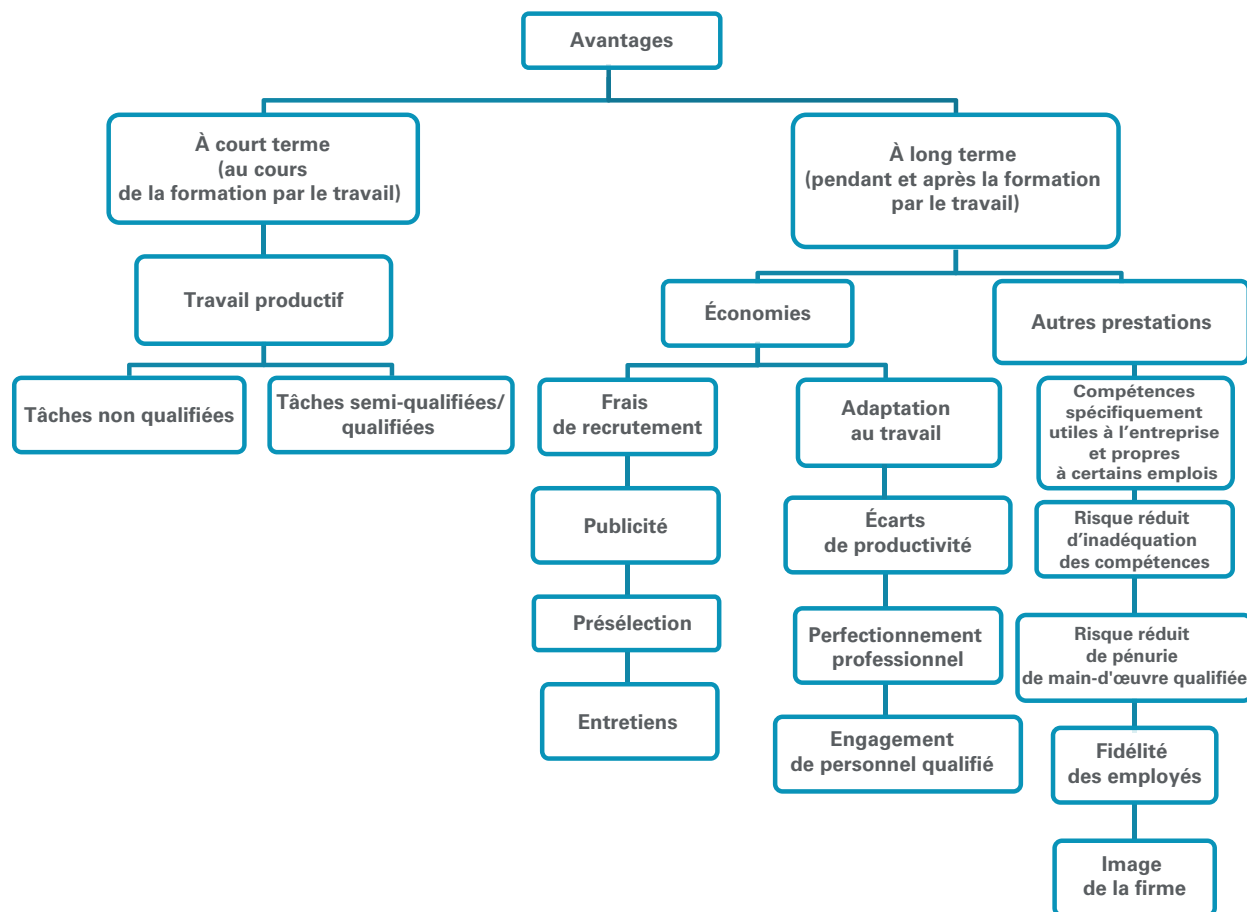 Avantages
À court terme
(au cours
de la formation par le travail)
À long terme
(pendant et après la formation
par le travail)
Travail productif
Économies
Autres prestations
Tâches non qualifiées
Tâches semi-qualifiées/
qualifiées
Frais
de recrutement
Adaptation
au travail
Compétences
spécifiquement
utiles à l’entreprise
et propres
à certains emplois
Publicité
Écarts
de productivité
Risque réduit
d’inadéquation
des compétences
Présélection
Perfectionnement
professionnel
Risque réduit
de pénurie
de main-d'œuvre qualifiée
Entretiens
Engagement
de personnel qualifié
Fidélité
des employés
Image
de la firme